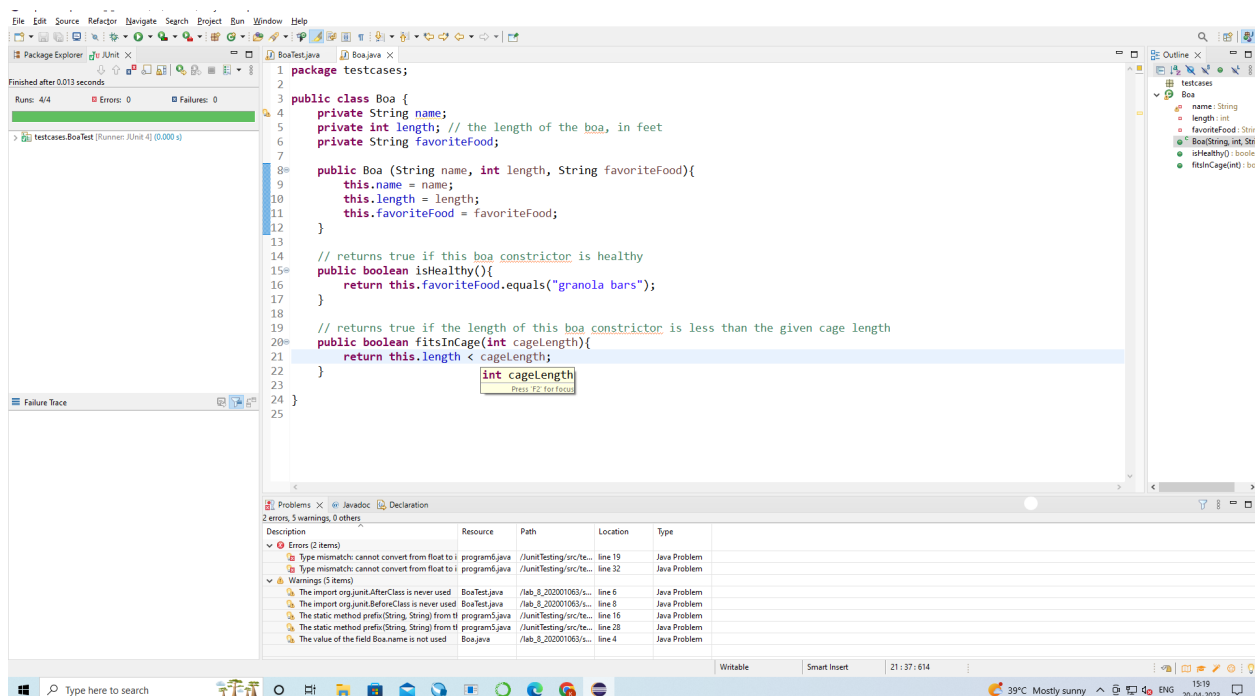 File Edit Source Refactor Navigate Search Project Run Window Help
Package Explorer JUnit
Finished after 0.013 seconds
Runs: 4/4 Errors: 0 Failures: 0
testcases.BoaTest [Runner: JUnit 4] (0.000 s)
Failure Trace
BoaTest.java Boa.java
1 package testcases;
2
3 public class Boa {
4 private String name;
5 private int length; // the length of the boa, in feet
6 private String favoriteFood;
7
8 public Boa (String name, int length, String favoriteFood){
9 this.name = name;
10 this.length = length;
11 this.favoriteFood = favoriteFood;
12 }
13
14 // returns true if this boa constrictor is healthy
15 public boolean isHealthy(){
16 return this.favoriteFood.equals("granola bars");
17 }
18
19 // returns true if the length of this boa constrictor is less than the given cage length
20 public boolean fitsInCage(int cageLength){
21 return this.length < cageLength;
22 }
23
24 }
25
int cageLength
Press 'F2' for focus
Outline
testcases
Boa
name : String
length : int
favoriteFood : Strin
Boa(String, int, Stri
isHealthy() : boole
fitsInCage(int) : bo
Problems Javadoc Declaration
2 errors, 5 warnings, 0 others
Description Resource Path Location Type
Errors (2 items)
Type mismatch: cannot convert from float to i program6.java /JunitTesting/src/te... line 19 Java Problem
Type mismatch: cannot convert from float to i program6.java /JunitTesting/src/te... line 32 Java Problem
Warnings (5 items)
The import org.junit.AfterClass is never used BoaTest.java /lab_8_202001063/s... line 6 Java Problem
The import org.junit.BeforeClass is never used BoaTest.java /lab_8_202001063/s... line 8 Java Problem
The static method prefix(String, String) from th program5.java /JunitTesting/src/te... line 16 Java Problem
The static method prefix(String, String) from th program5.java /JunitTesting/src/te... line 28 Java Problem
The value of the field Boa.name is not used Boa.java /lab_8_202001063/s... line 4 Java Problem
Writable Smart Insert 21 : 37 : 614
Type here to search
39°C Mostly sunny ENG 15:19